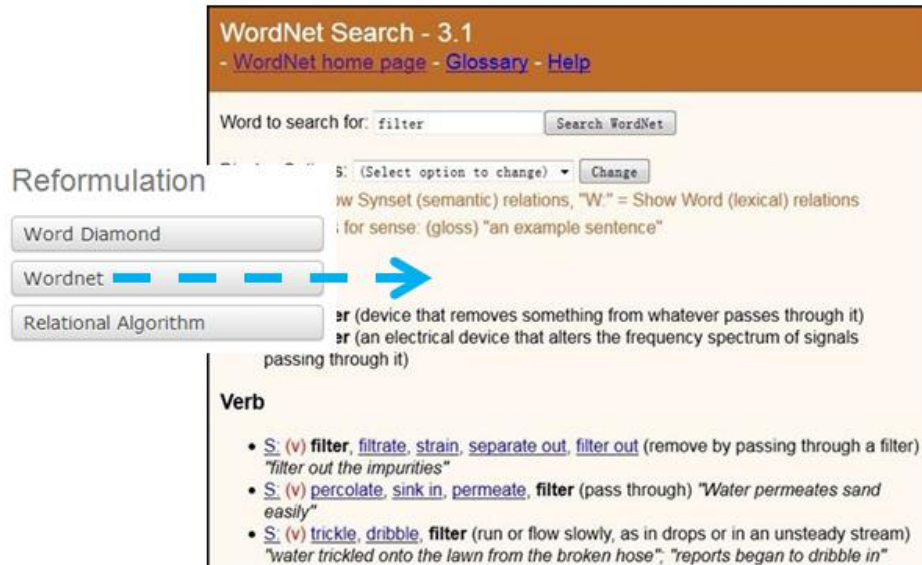 WordNet Search - 3.1
- WordNet home page - Glossary - Help
Word to search for: filter Search WordNet
(Select option to change) Change
Synset (semantic) relations, "W:" = Show Word (lexical) relations
for sense: (gloss) "an example sentence"
Reformulation
Word Diamond
Wordnet
Relational Algorithm
(device that removes something from whatever passes through it)
(an electrical device that alters the frequency spectrum of signals
passing through it)
Verb
• S: (v) filter, filtrate, strain, separate out, filter out (remove by passing through a filter)
"filter out the impurities"
• S: (v) percolate, sink in, permeate, filter (pass through) "Water permeates sand
easily"
• S: (v) trickle, dribble, filter (run or flow slowly, as in drops or in an unsteady stream)
"water trickled onto the lawn from the broken hose"; "reports began to dribble in"